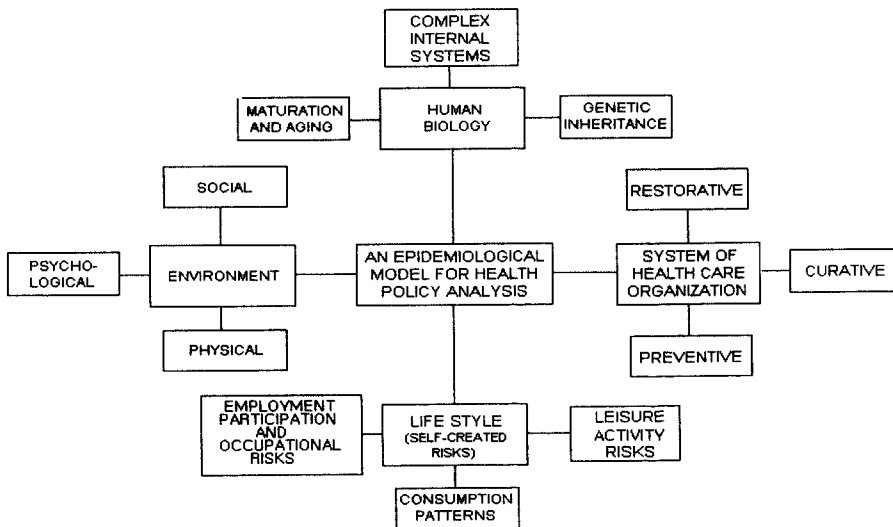 COMPLEX
INTERNAL
SYSTEMS
MATURATION
AND AGING
HUMAN
BIOLOGY
GENETIC
INHERITANCE
SOCIAL
RESTORATIVE
PSYCHO-
LOGICAL
ENVIRONMENT
AN EPIDEMIOLOGICAL
MODEL FOR HEALTH
POLICY ANALYSIS
SYSTEM OF
HEALTH CARE
ORGANIZATION
CURATIVE
PHYSICAL
PREVENTIVE
EMPLOYMENT
PARTICIPATION
AND
OCCUPATIONAL
RISKS
LIFE STYLE
(SELF-CREATED
RISKS)
LEISURE
ACTIVITY
RISKS
CONSUMPTION
PATTERNS